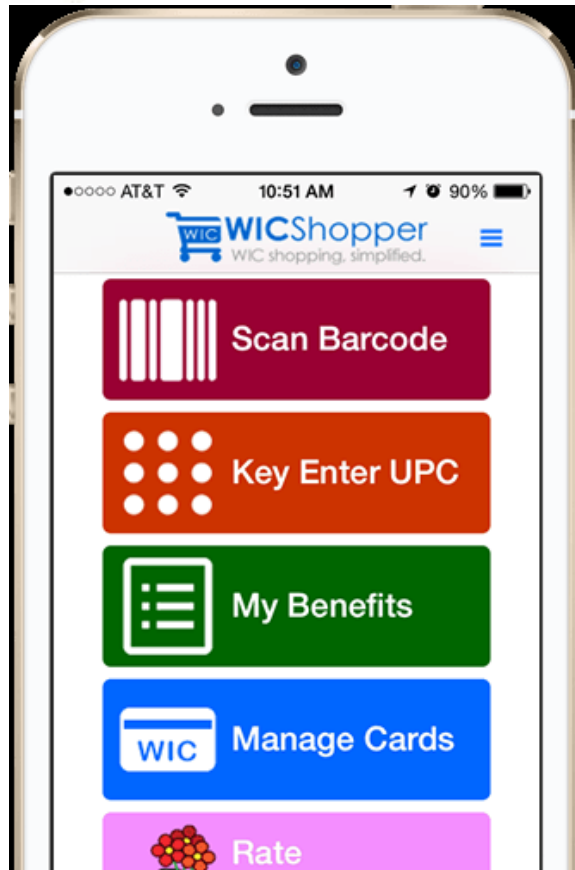 AT&T 10:51 AM 90%
WIC WICShopper
WIC shopping, simplified.
Scan Barcode
Key Enter UPC
My Benefits
WIC Manage Cards
Rate